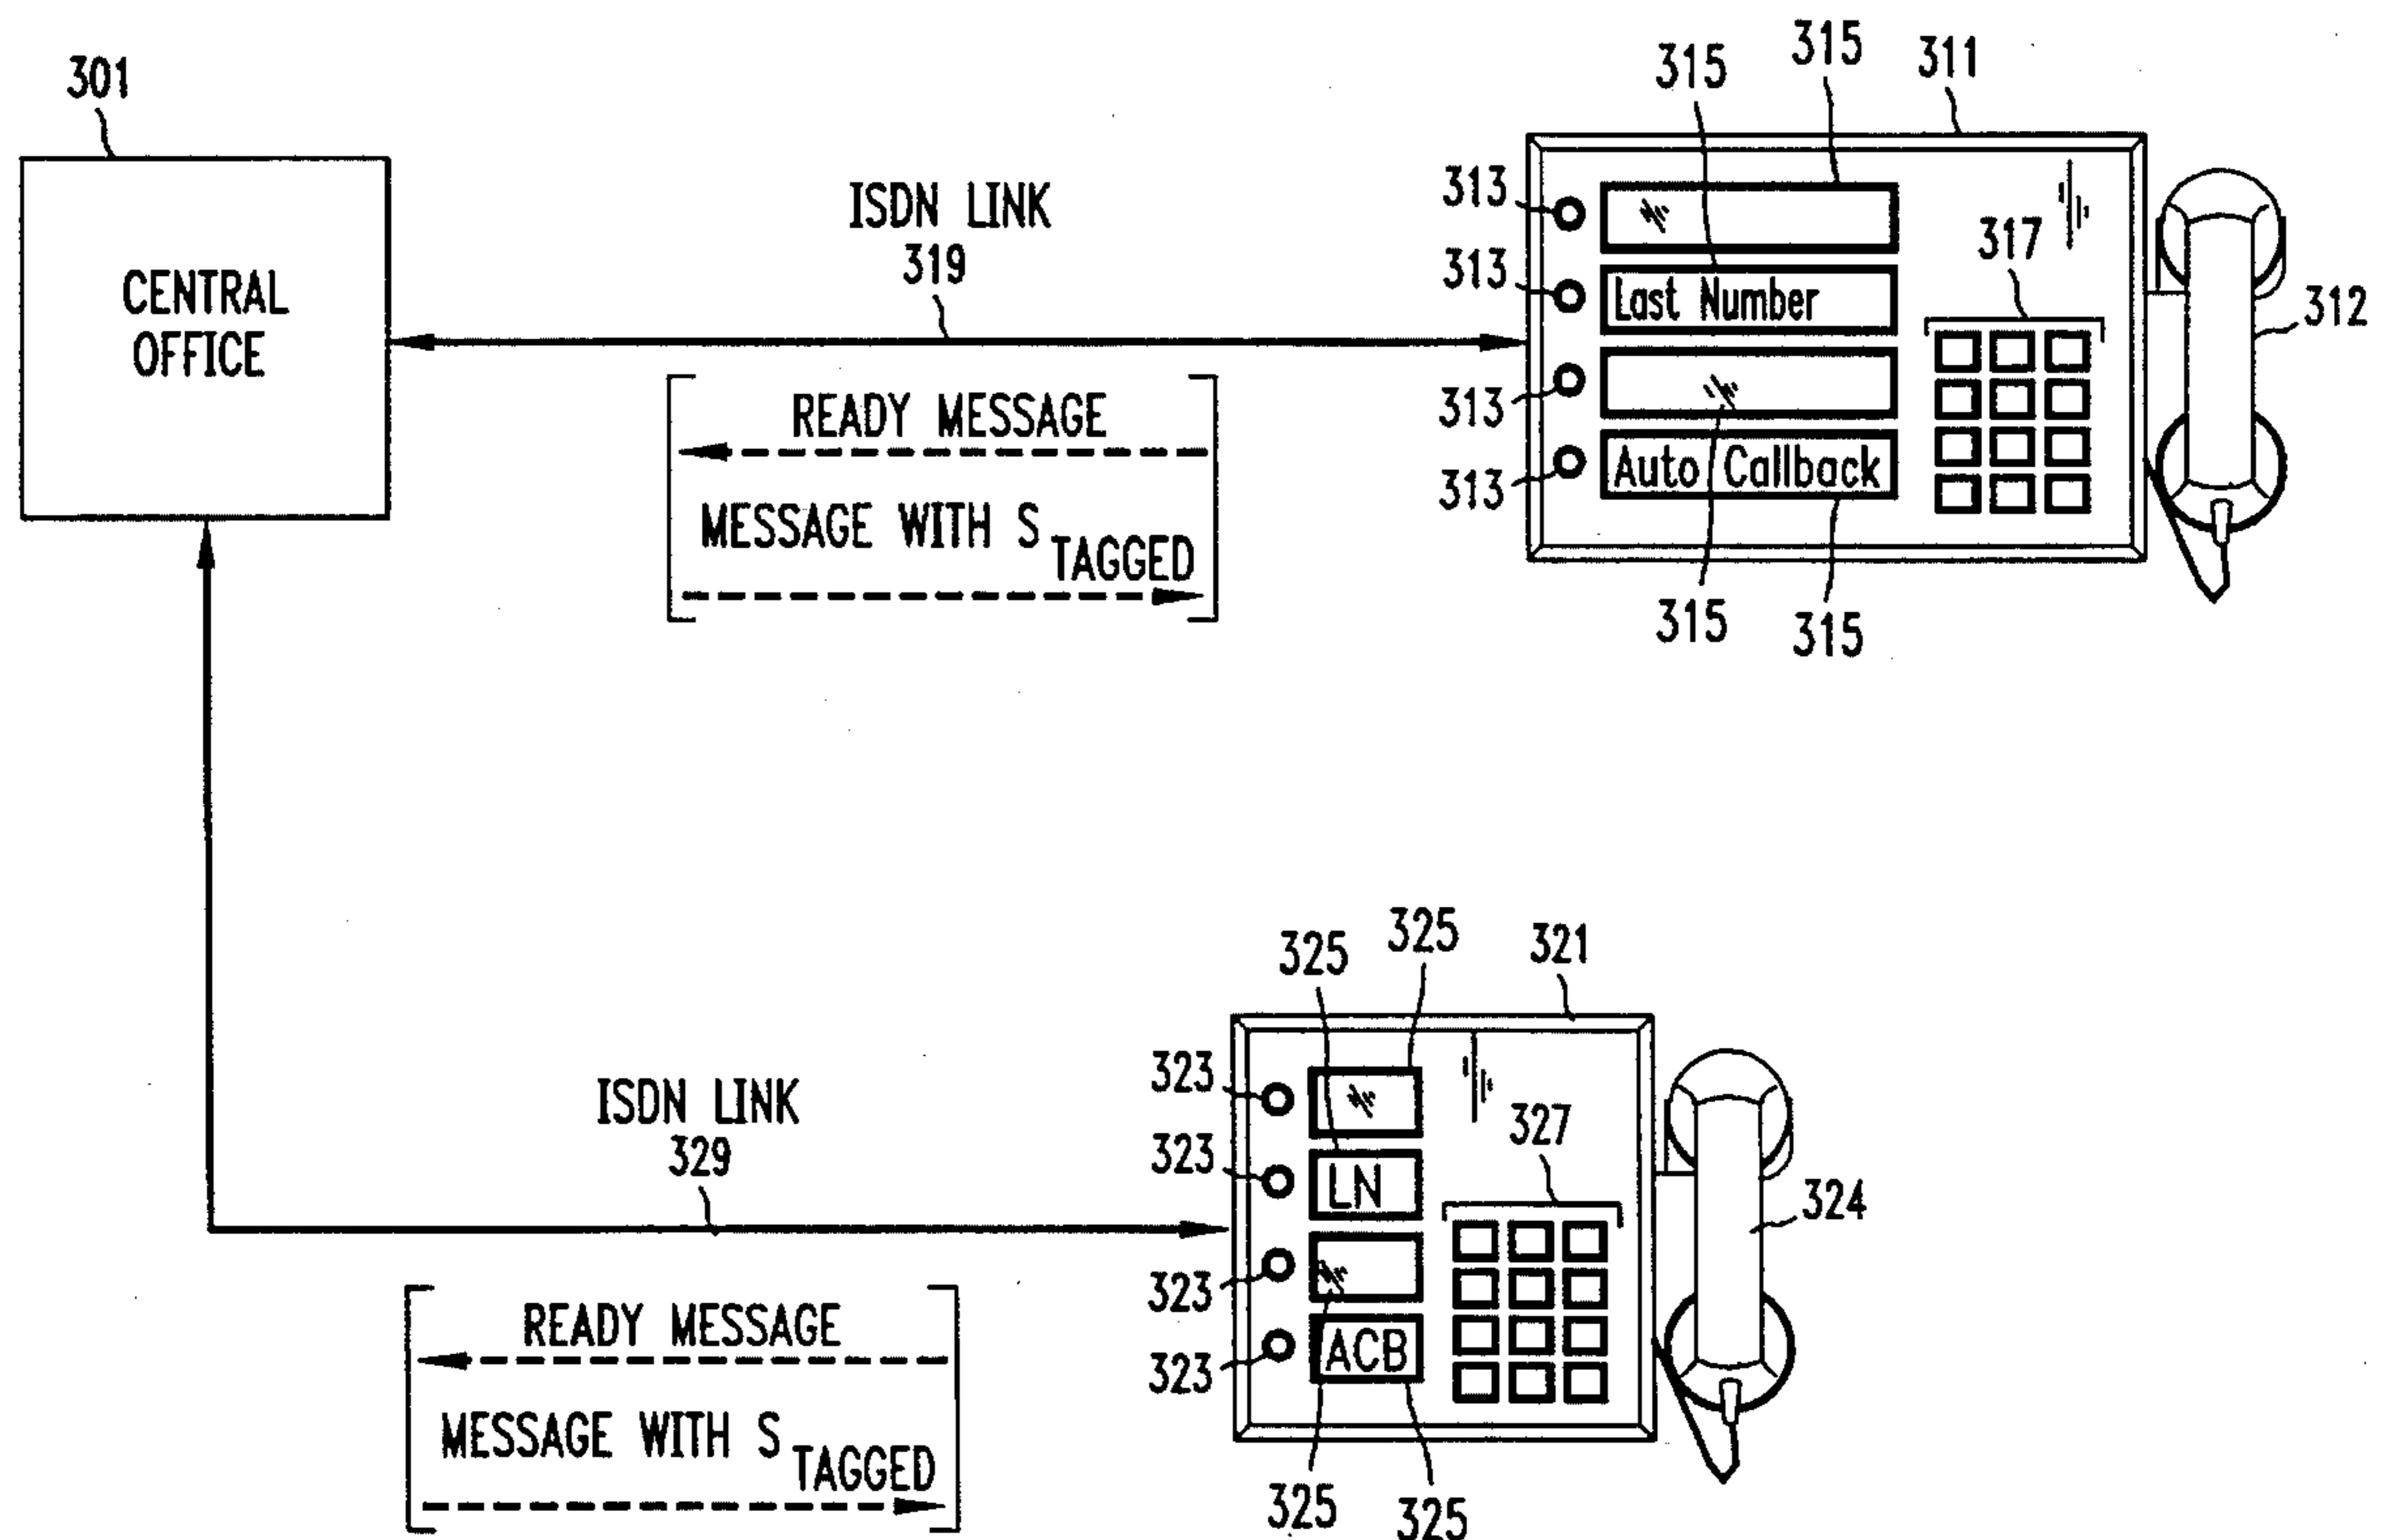 301
CENTRAL
OFFICE
ISDN LINK
319
READY MESSAGE
MESSAGE WITH S TAGGED
315
315
311
313
313
Last Number
313
313
Auto Callback
317
312
315
315
ISDN LINK
329
READY MESSAGE
MESSAGE WITH S TAGGED
325
325
321
323
323
LN
323
323
ACB
327
324
325
325